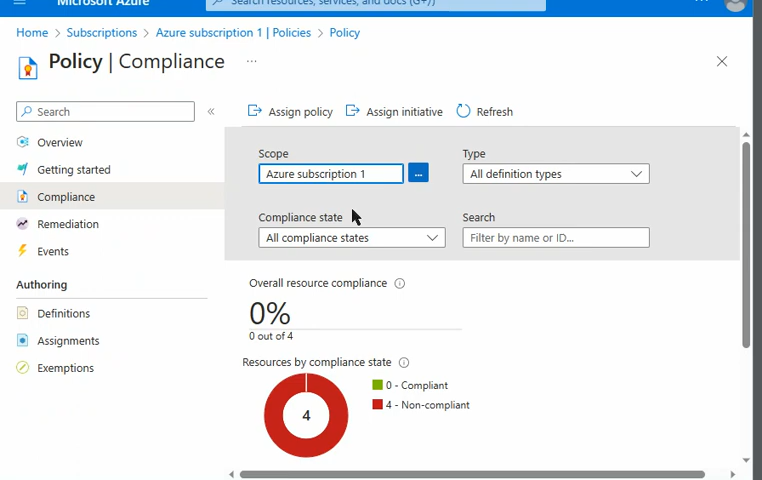 Microsoft Azure
Search resources, services, and docs (G+/)
Home > Subscriptions > Azure subscription 1 | Policies > Policy
Policy | Compliance ...
Search
Overview
Getting started
Compliance
Remediation
Events
Authoring
Definitions
Assignments
Exemptions
Assign policy Assign initiative Refresh
Scope Type
Azure subscription 1 ... All definition types
Compliance state Search
All compliance states Filter by name or ID...
Overall resource compliance
0%
0 out of 4
Resources by compliance state
4
0 - Compliant
4 - Non-compliant